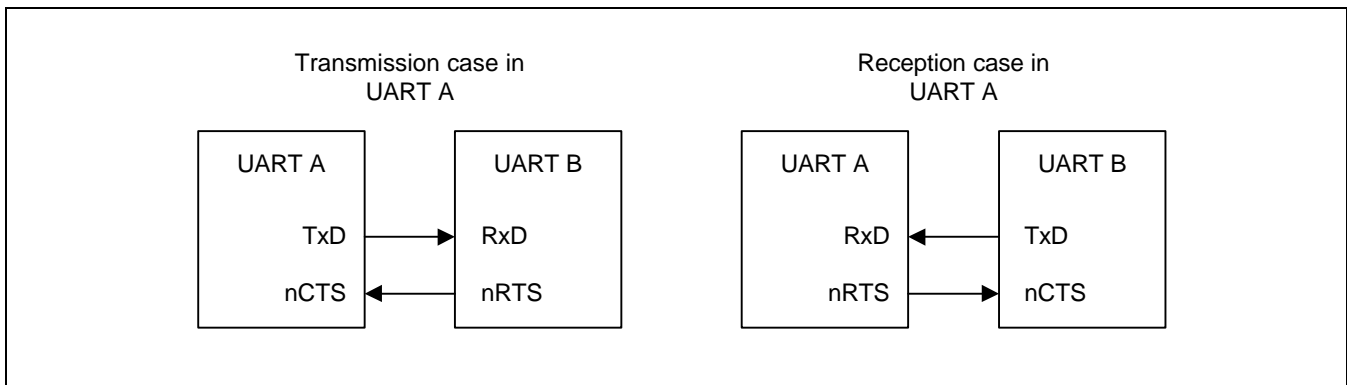 Transmission case in
UART A
UART A
UART B
TxD
RxD
nCTS
nRTS
Reception case in
UART A
UART A
UART B
RxD
TxD
nRTS
nCTS